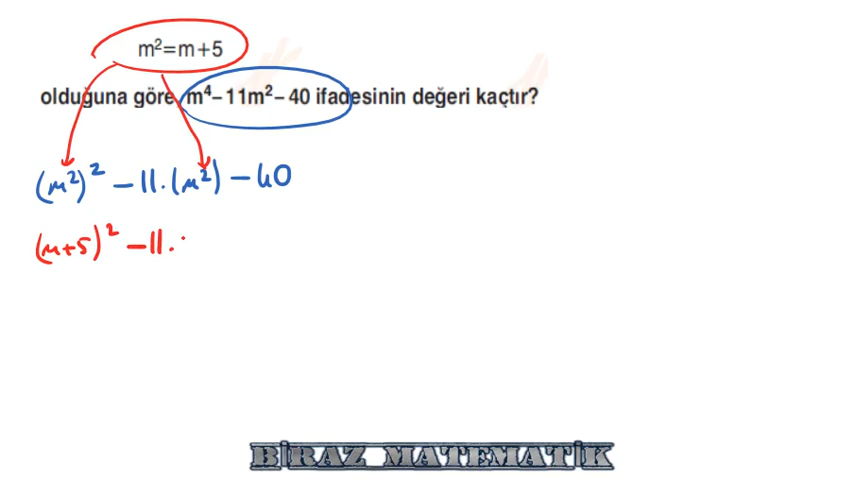 m²=m+5
olduğuna göre, m⁴– 11m²– 40 ifadesinin değeri kaçtır?
(m²)² – 11.(m²) – 40
(m+5)² – 11.
BİRAZ MATEMATİK